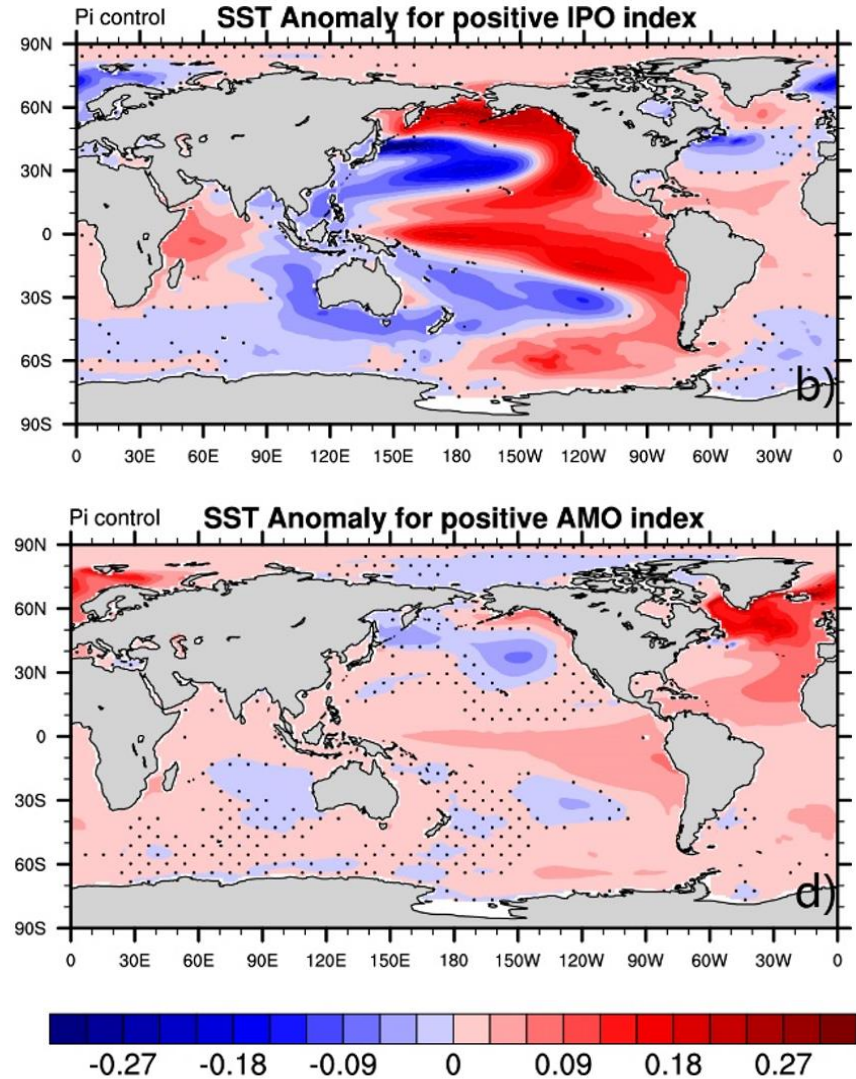 Pi control SST Anomaly for positive IPO index
90N
60N
30N
0
30S
60S
90S
b)
0 30E 60E 90E 120E 150E 180 150W 120W 90W 60W 30W 0
Pi control SST Anomaly for positive AMO index
90N
60N
30N
0
30S
60S
90S
d)
0 30E 60E 90E 120E 150E 180 150W 120W 90W 60W 30W 0
-0.27 -0.18 -0.09 0 0.09 0.18 0.27